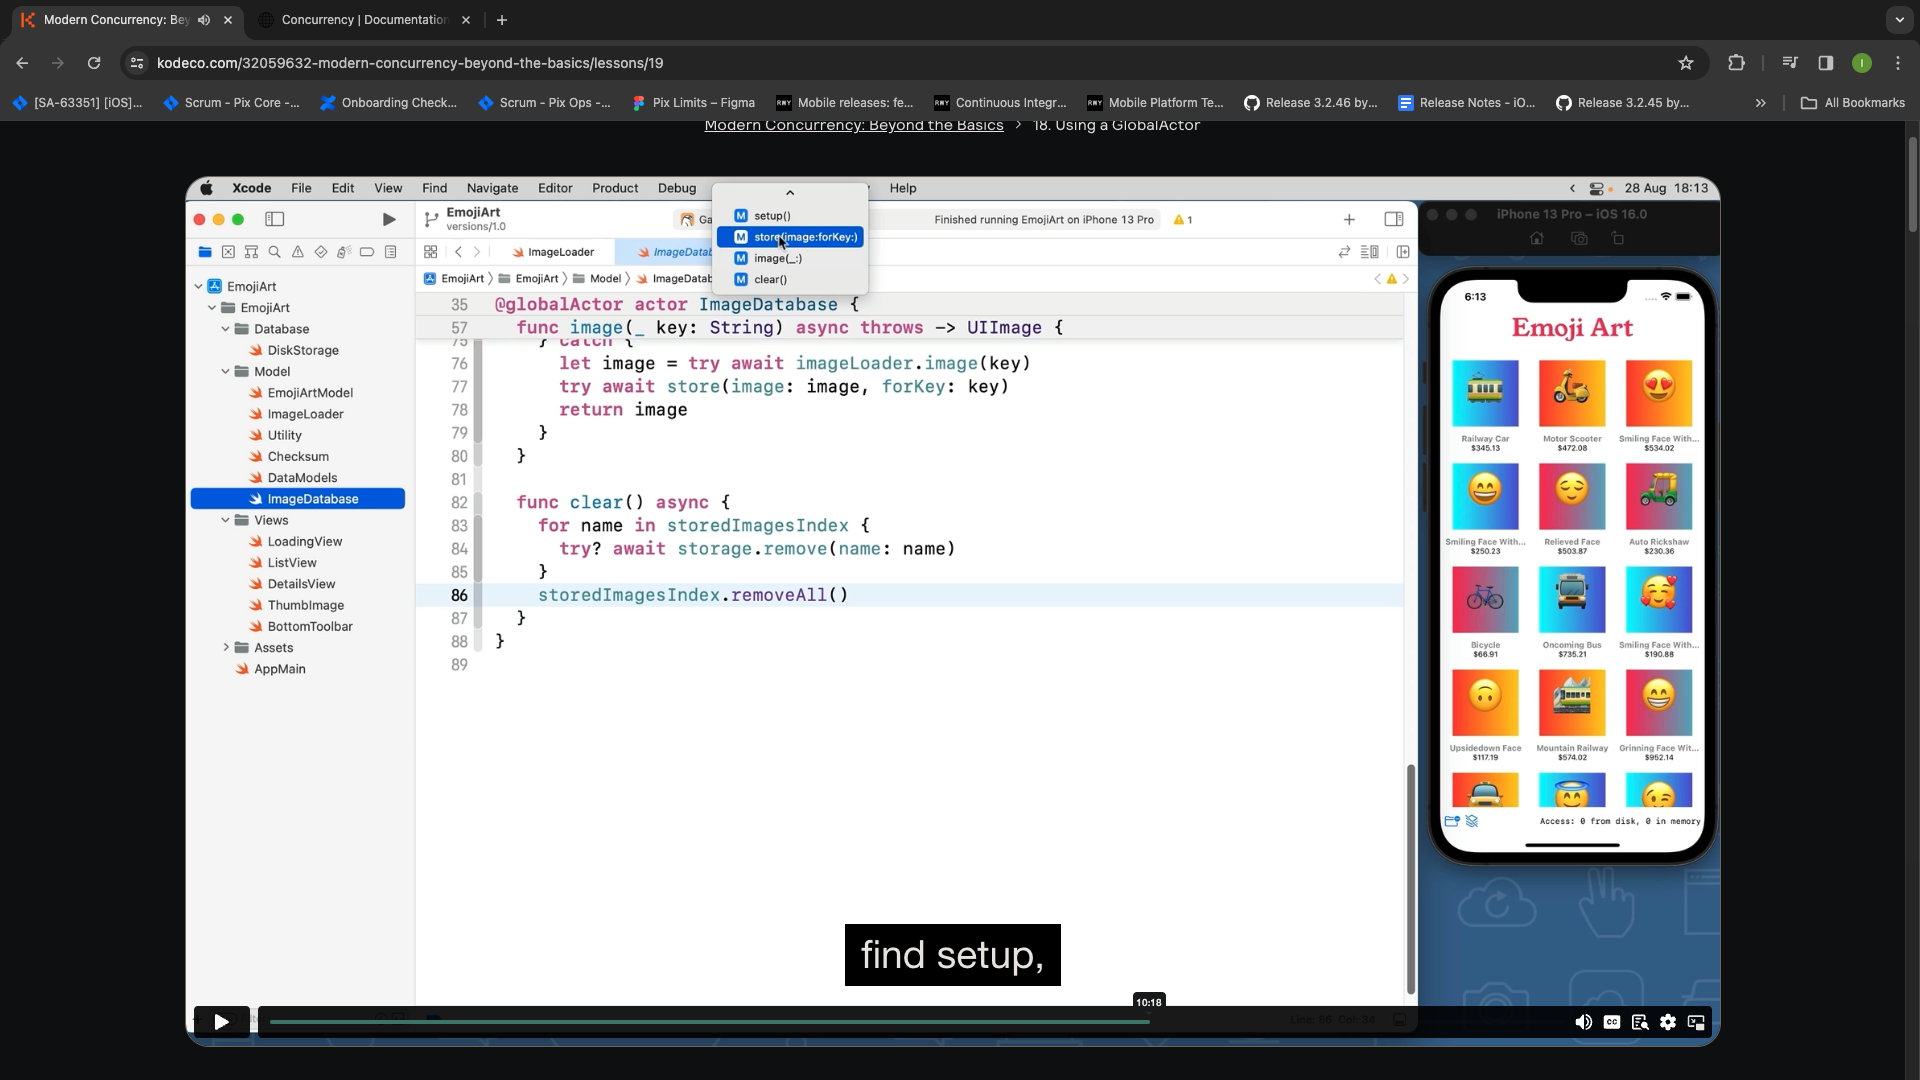 Modern Concurrency: Bey
Concurrency | Documentation
kodeco.com/32059632-modern-concurrency-beyond-the-basics/lessons/19
[SA-63351] [iOS]...
Scrum - Pix Core -...
Onboarding Check...
Scrum - Pix Ops -...
Pix Limits – Figma
Mobile releases: fe...
Continuous Integr...
Mobile Platform Te...
Release 3.2.46 by...
Release Notes - iO...
Release 3.2.45 by...
All Bookmarks
Modern Concurrency: Beyond the Basics > 18. Using a GlobalActor
Xcode File Edit View Find Navigate Editor Product Debug Help
28 Aug 18:13
EmojiArt
versions/1.0
Finished running EmojiArt on iPhone 13 Pro
1
M setup()
M store(image:forKey:)
M image(_:)
M clear()
ImageLoader
ImageDatab
EmojiArt
EmojiArt
Model
ImageDatab
EmojiArt
EmojiArt
Database
DiskStorage
Model
EmojiArtModel
ImageLoader
Utility
Checksum
DataModels
ImageDatabase
Views
LoadingView
ListView
DetailsView
ThumbImage
BottomToolbar
Assets
AppMain
35 @globalActor actor ImageDatabase {
57 func image(_ key: String) async throws -> UIImage {
75 } catch {
76 let image = try await imageLoader.image(key)
77 try await store(image: image, forKey: key)
78 return image
79 }
80 }
81
82 func clear() async {
83 for name in storedImagesIndex {
84 try? await storage.remove(name: name)
85 }
86 storedImagesIndex.removeAll()
87 }
88 }
89
iPhone 13 Pro – iOS 16.0
6:13
Emoji Art
Railway Car
$345.13
Motor Scooter
$472.08
Smiling Face With...
$534.02
Smiling Face With...
$250.23
Relieved Face
$503.87
Auto Rickshaw
$230.36
Bicycle
$66.91
Oncoming Bus
$735.21
Smiling Face With...
$190.88
Upsidedown Face
$117.19
Mountain Railway
$574.02
Grinning Face Wit...
$952.14
Access: 0 from disk, 0 in memory
find setup,
10:18
Line: 86 Col: 34
CC